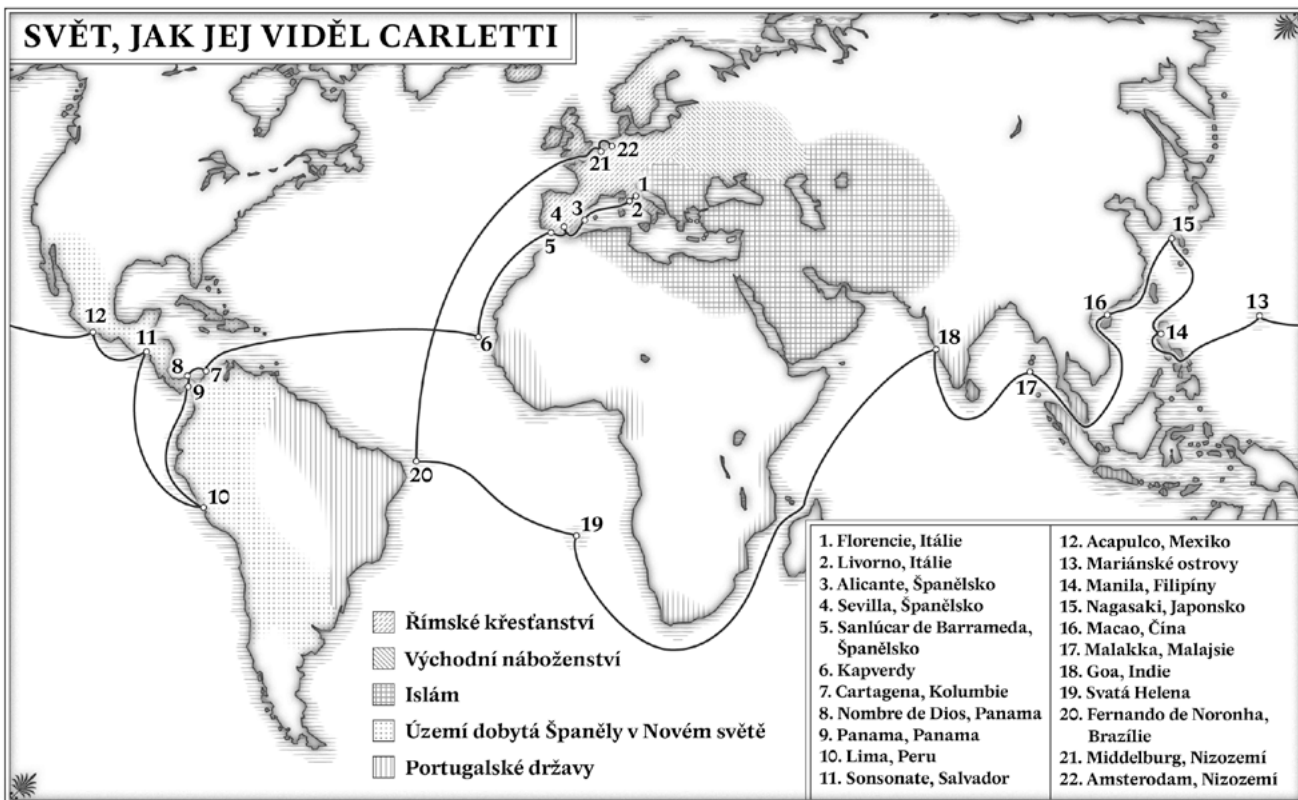 SVĚT, JAK JEJ VIDĚL CARLETTI
1
2
3
4
5
6
7
8
9
10
11
12
13
14
15
16
17
18
19
20
21
22
Římské křesťanství
Východní náboženství
Islám
Území dobytá Španěly v Novém světě
Portugalské državy
1. Florencie, Itálie
2. Livorno, Itálie
3. Alicante, Španělsko
4. Sevilla, Španělsko
5. Sanlúcar de Barrameda,
Španělsko
6. Kapverdy
7. Cartagena, Kolumbie
8. Nombre de Dios, Panama
9. Panama, Panama
10. Lima, Peru
11. Sonsonate, Salvador
12. Acapulco, Mexiko
13. Mariánské ostrovy
14. Manila, Filipíny
15. Nagasaki, Japonsko
16. Macao, Čína
17. Malakka, Malajsie
18. Goa, Indie
19. Svatá Helena
20. Fernando de Noronha,
Brazílie
21. Middelburg, Nizozemí
22. Amsterodam, Nizozemí